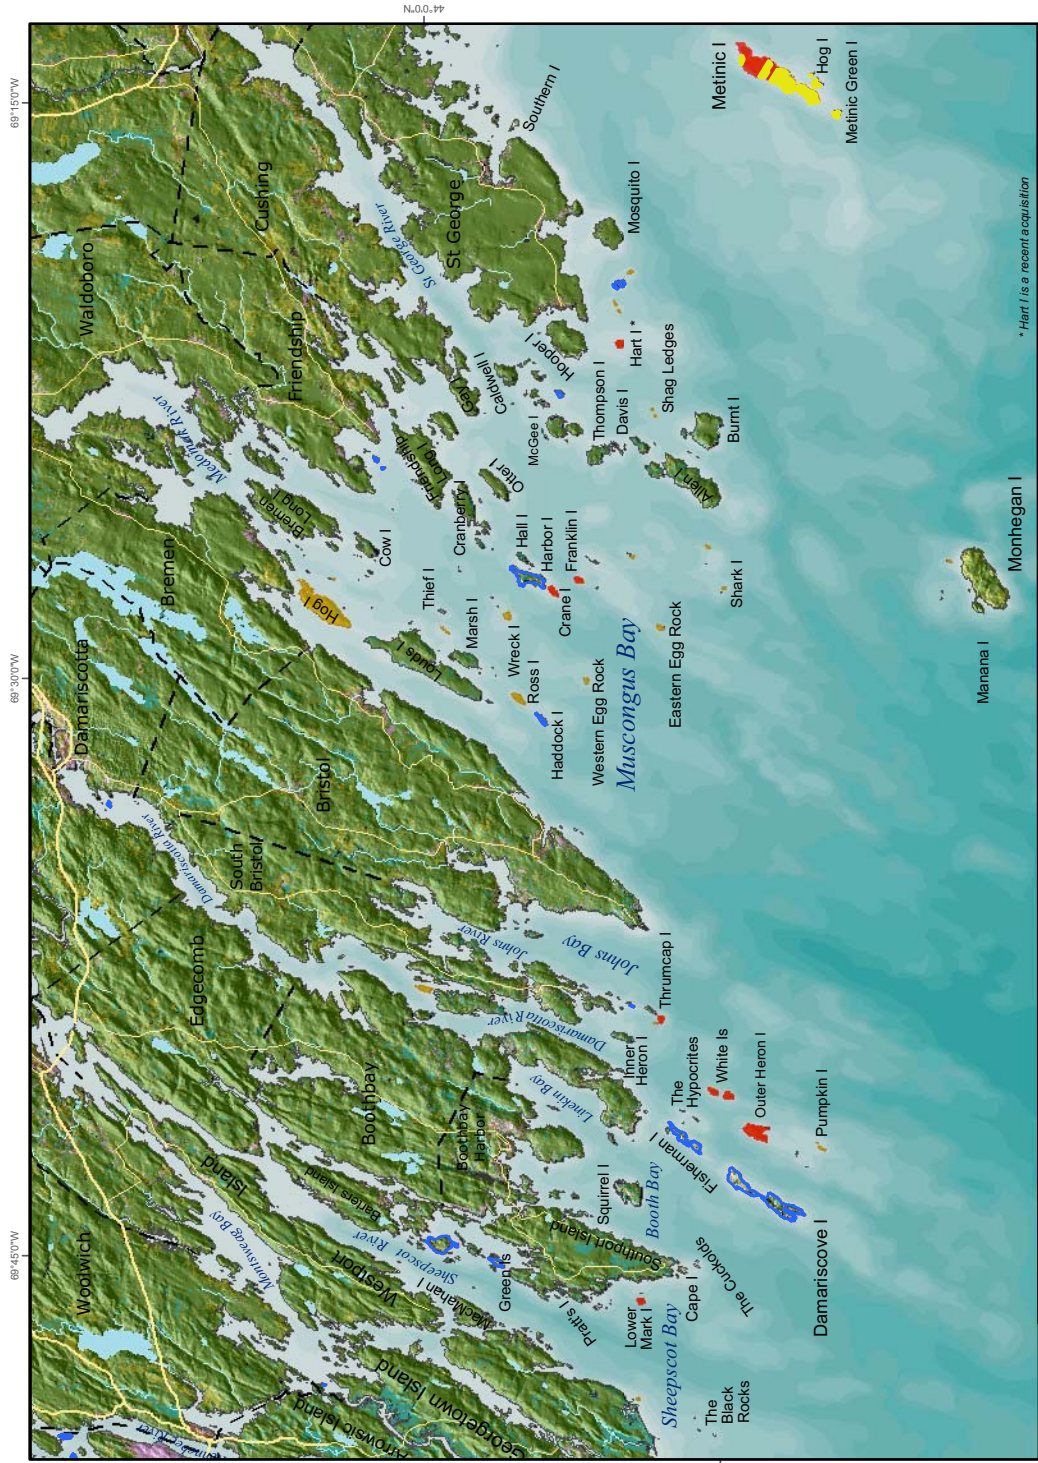 69°45'0"W
69°30'0"W
69°15'0"W
44°0'0"N
Woolwich
Montsweag Bay
Westport
Island
Barters Island
Sheepscot River
MacMahan I
Georgetown Island
Arrowsic Island
Green Is
Pratt's I
Lower
Mark I
Sheepscot Bay
The
Black
Rocks
Cape I
The Cuckolds
Southport Island
Squirrel I
Booth Bay
Damariscove I
Fisherman I
Boothbay
Boothbay
Harbor
Edgecomb
Linekin Bay
Damariscotta River
Inner
Heron I
The
Hypocrites
White Is
Outer Heron I
Pumpkin I
Thrumcap I
Johns Bay
Johns River
South
Bristol
Damariscotta River
Bristol
Damariscotta
Bremen
Hog I
Louds I
Marsh I
Thief I
Wreck I
Ross I
Haddock I
Western Egg Rock
Muscongus Bay
Eastern Egg Rock
Shark I
Crane I
Franklin I
Harbor I
Hall I
Cow I
Cranberry I
Bremen
Long I
Medomak River
Waldoboro
Friendship
Friendship
Long I
Otter I
Gay I
Caldwell I
McGee I
Hooper I
Thompson I
Davis I
Allen I
Burnt I
Shag Ledges
Hart I *
Mosquito I
Cushing
St George River
St George
Southern I
Metinic I
Hog I
Metinic Green I
Manana I
Monhegan I
* Hart I is a recent acquisition